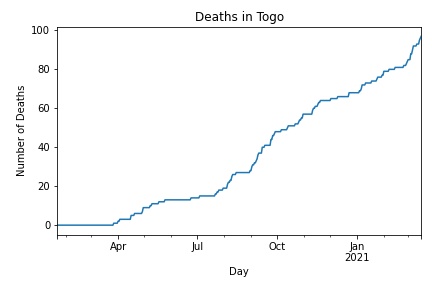 Deaths in Togo
100
80
60
40
20
0
Number of Deaths
Apr
Jul
Oct
Jan
2021
Day